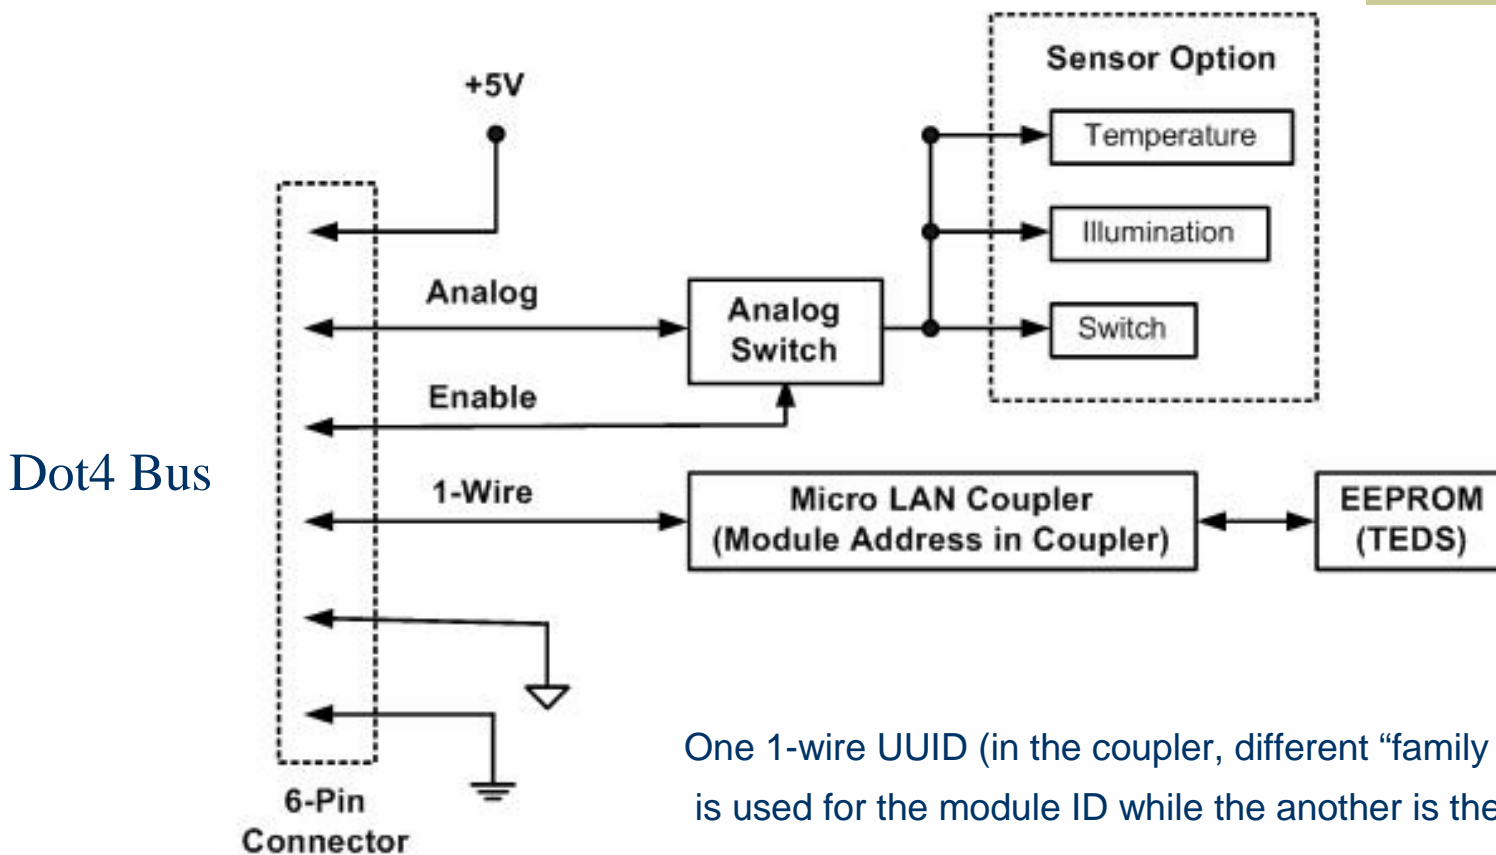 Sensor Option
+5V
Temperature
Illumination
Analog
Analog
Switch
Switch
Enable
Dot4 Bus
1-Wire
Micro LAN Coupler
(Module Address in Coupler)
EEPROM
(TEDS)
One 1-wire UUID (in the coupler, different “family
is used for the module ID while the another is the
6-Pin
Connector